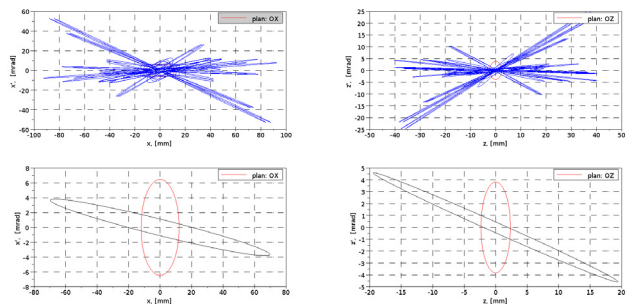 60
40
20
0
-20
-40
-60
-100 -80 -60 -40 -20 0 20 40 60 80 100
x, [mm]
x', [mrad]
plan: OX
25
20
15
10
5
0
-5
-10
-15
-20
-25
-50 -40 -30 -20 -10 0 10 20 30 40 50
z, [mm]
z', [mrad]
plan: OZ
8
6
4
2
0
-2
-4
-6
-8
-80 -60 -40 -20 0 20 40 60 80
x, [mm]
x', [mrad]
plan: OX
5
4
3
2
1
0
-1
-2
-3
-4
-5
-20 -15 -10 -5 0 5 10 15 20
z, [mm]
z', [mrad]
plan: OZ